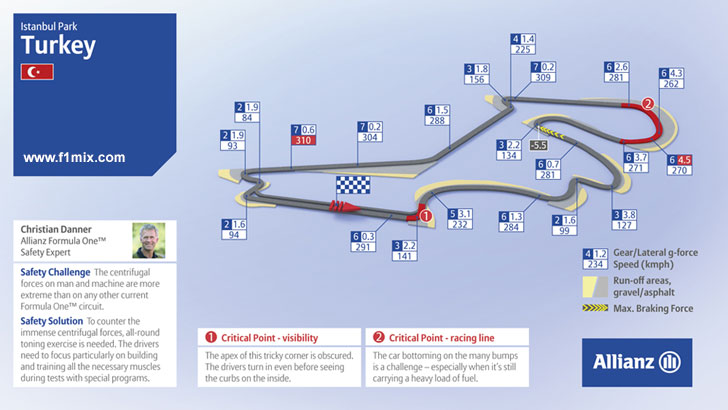 Istanbul Park
Turkey
www.f1mix.com
Christian Danner
Allianz Formula One™
Safety Expert
Safety Challenge The centrifugal
forces on man and machine are more
extreme than on any other current
Formula One™ circuit.
Safety Solution To counter the
immense centrifugal forces, all-round
toning exercise is needed. The drivers
need to focus particularly on building
and training all the necessary muscles
during tests with special programs.
2 1.9
84
2 1.9
93
7 0.6
310
7 0.2
304
6 1.5
288
3 1.8
156
4 1.4
225
7 0.2
309
6 2.6
281
6 4.3
262
2
3 2.2
134
-5.5
6 0.7
281
6 3.7
271
6 4.5
270
2 1.6
94
6 0.3
291
3 2.2
141
1
5 3.1
232
6 1.3
284
2 1.6
99
3 3.8
127
4 1.2
234
Gear/Lateral g-force
Speed (kmph)
Run-off areas,
gravel/asphalt
Max. Braking Force
1 Critical Point - visibility
The apex of this tricky corner is obscured.
The drivers turn in even before seeing
the curbs on the inside.
2 Critical Point - racing line
The car bottoming on the many bumps
is a challenge – especially when it's still
carrying a heavy load of fuel.
Allianz